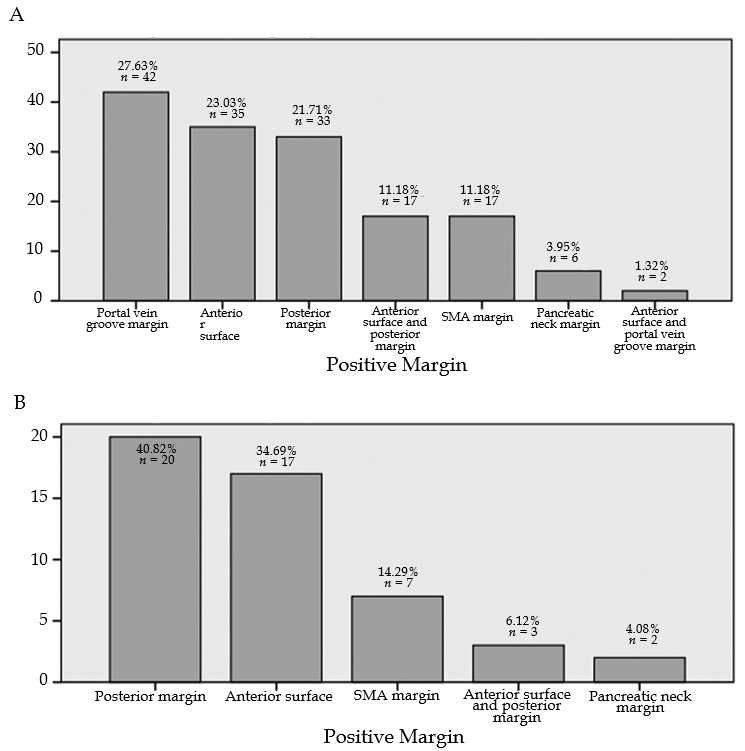 A
50
40
30
20
10
0
27.63%
n = 42
23.03%
n = 35
21.71%
n = 33
11.18%
n = 17
11.18%
n = 17
3.95%
n = 6
1.32%
n = 2
Portal vein
groove margin
Anterio
r
surface
Posterior
margin
Anterior
surface and
posterior
margin
SMA margin
Pancreatic
neck margin
Anterior
surface and
portal vein
groove margin
Positive Margin
B
20
15
10
5
0
40.82%
n = 20
34.69%
n = 17
14.29%
n = 7
6.12%
n = 3
4.08%
n = 2
Posterior margin
Anterior surface
SMA margin
Anterior surface
and posterior
margin
Pancreatic neck
margin
Positive Margin